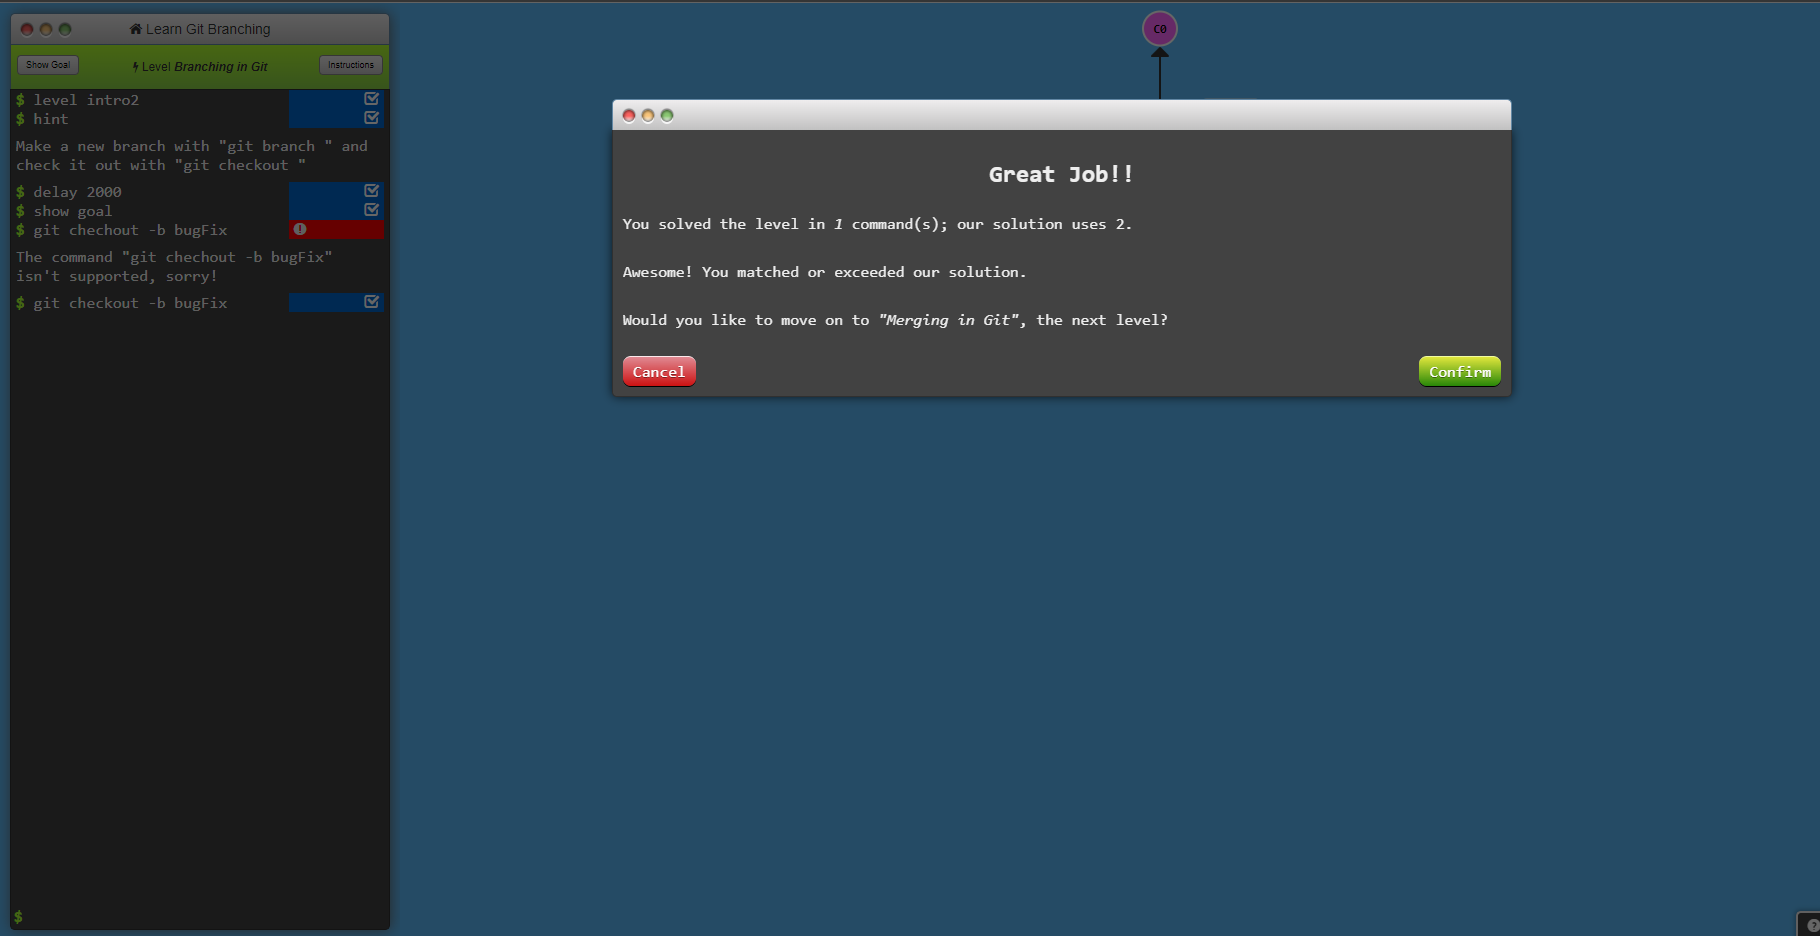 Learn Git Branching
Show Goal
Level Branching in Git
Instructions
$ level intro2
$ hint
Make a new branch with "git branch " and
check it out with "git checkout "
$ delay 2000
$ show goal
$ git chechout -b bugFix
The command "git chechout -b bugFix"
isn't supported, sorry!
$ git checkout -b bugFix
$
C0
Great Job!!
You solved the level in 1 command(s); our solution uses 2.
Awesome! You matched or exceeded our solution.
Would you like to move on to "Merging in Git", the next level?
Cancel
Confirm
?